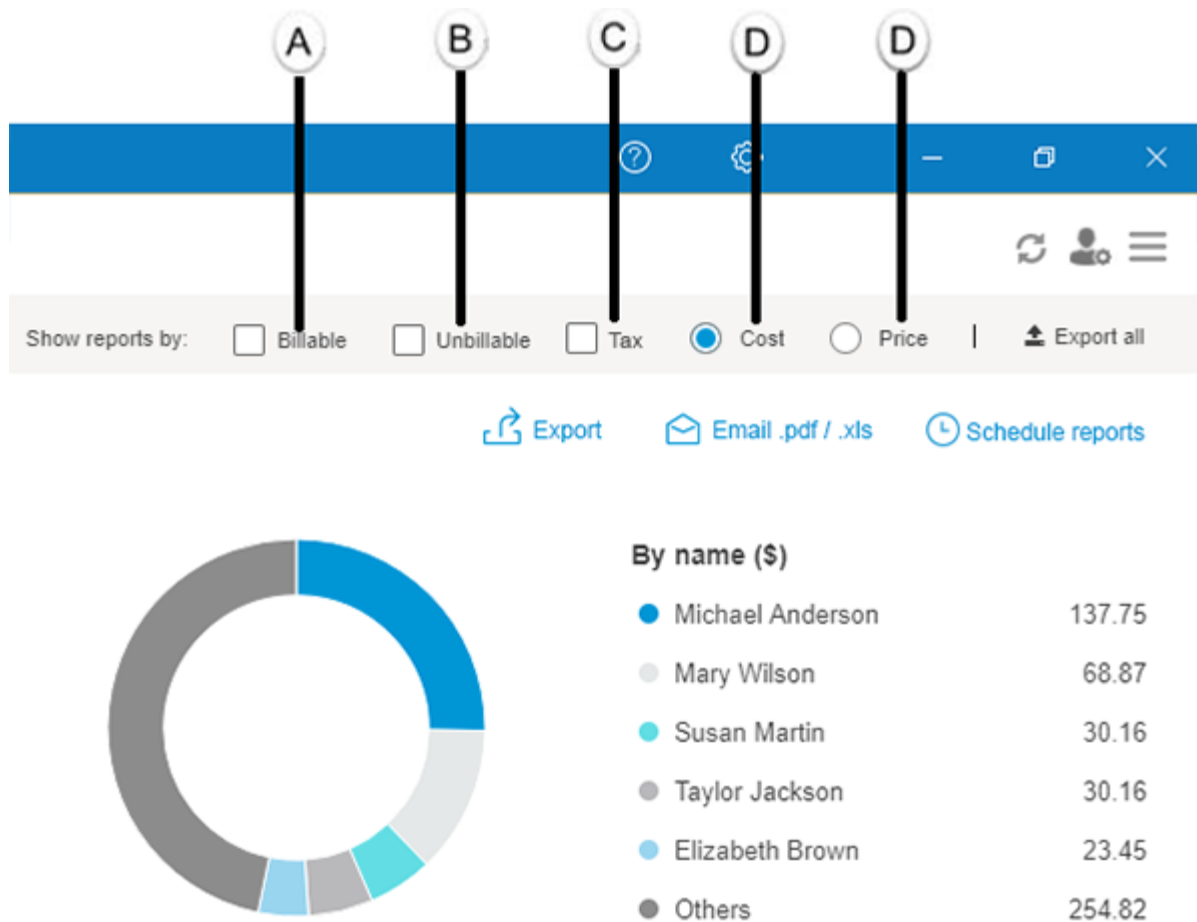 A B C D D
Show reports by: Billable Unbillable Tax Cost Price | Export all
Export Email .pdf / .xls Schedule reports
By name ($)
Michael Anderson 137.75
Mary Wilson 68.87
Susan Martin 30.16
Taylor Jackson 30.16
Elizabeth Brown 23.45
Others 254.82